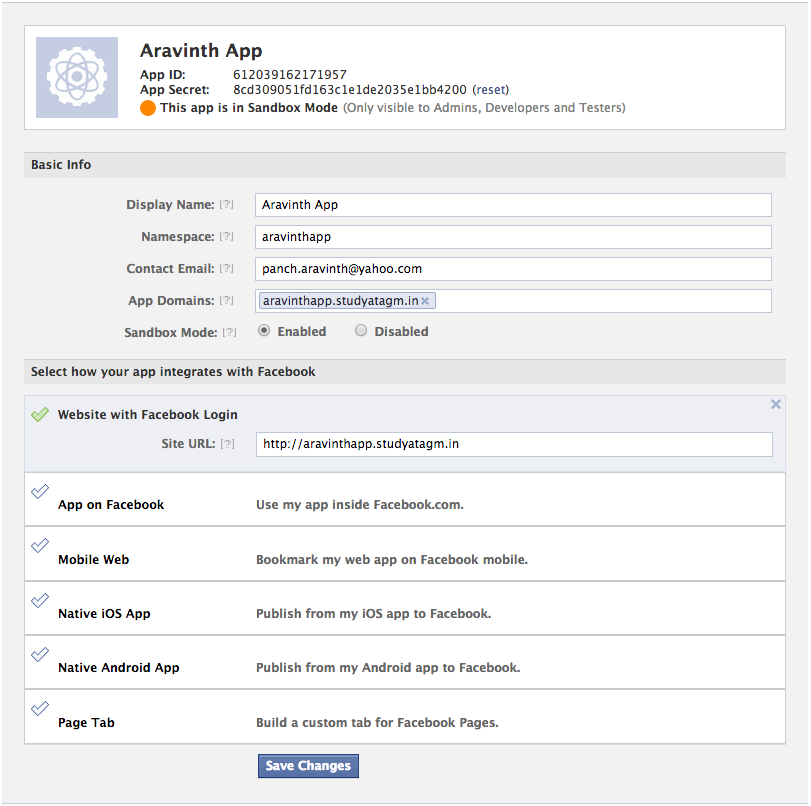 Aravinth App
App ID: 612039162171957
App Secret: 8cd309051fd163c1e1de2035e1bb4200 (reset)
This app is in Sandbox Mode (Only visible to Admins, Developers and Testers)
Basic Info
Display Name: [?] Aravinth App
Namespace: [?] aravinthapp
Contact Email: [?] panch.aravinth@yahoo.com
App Domains: [?] aravinthapp.studyatagm.in ×
Sandbox Mode: [?] Enabled Disabled
Select how your app integrates with Facebook
Website with Facebook Login ×
Site URL: [?] http://aravinthapp.studyatagm.in
App on Facebook Use my app inside Facebook.com.
Mobile Web Bookmark my web app on Facebook mobile.
Native iOS App Publish from my iOS app to Facebook.
Native Android App Publish from my Android app to Facebook.
Page Tab Build a custom tab for Facebook Pages.
Save Changes